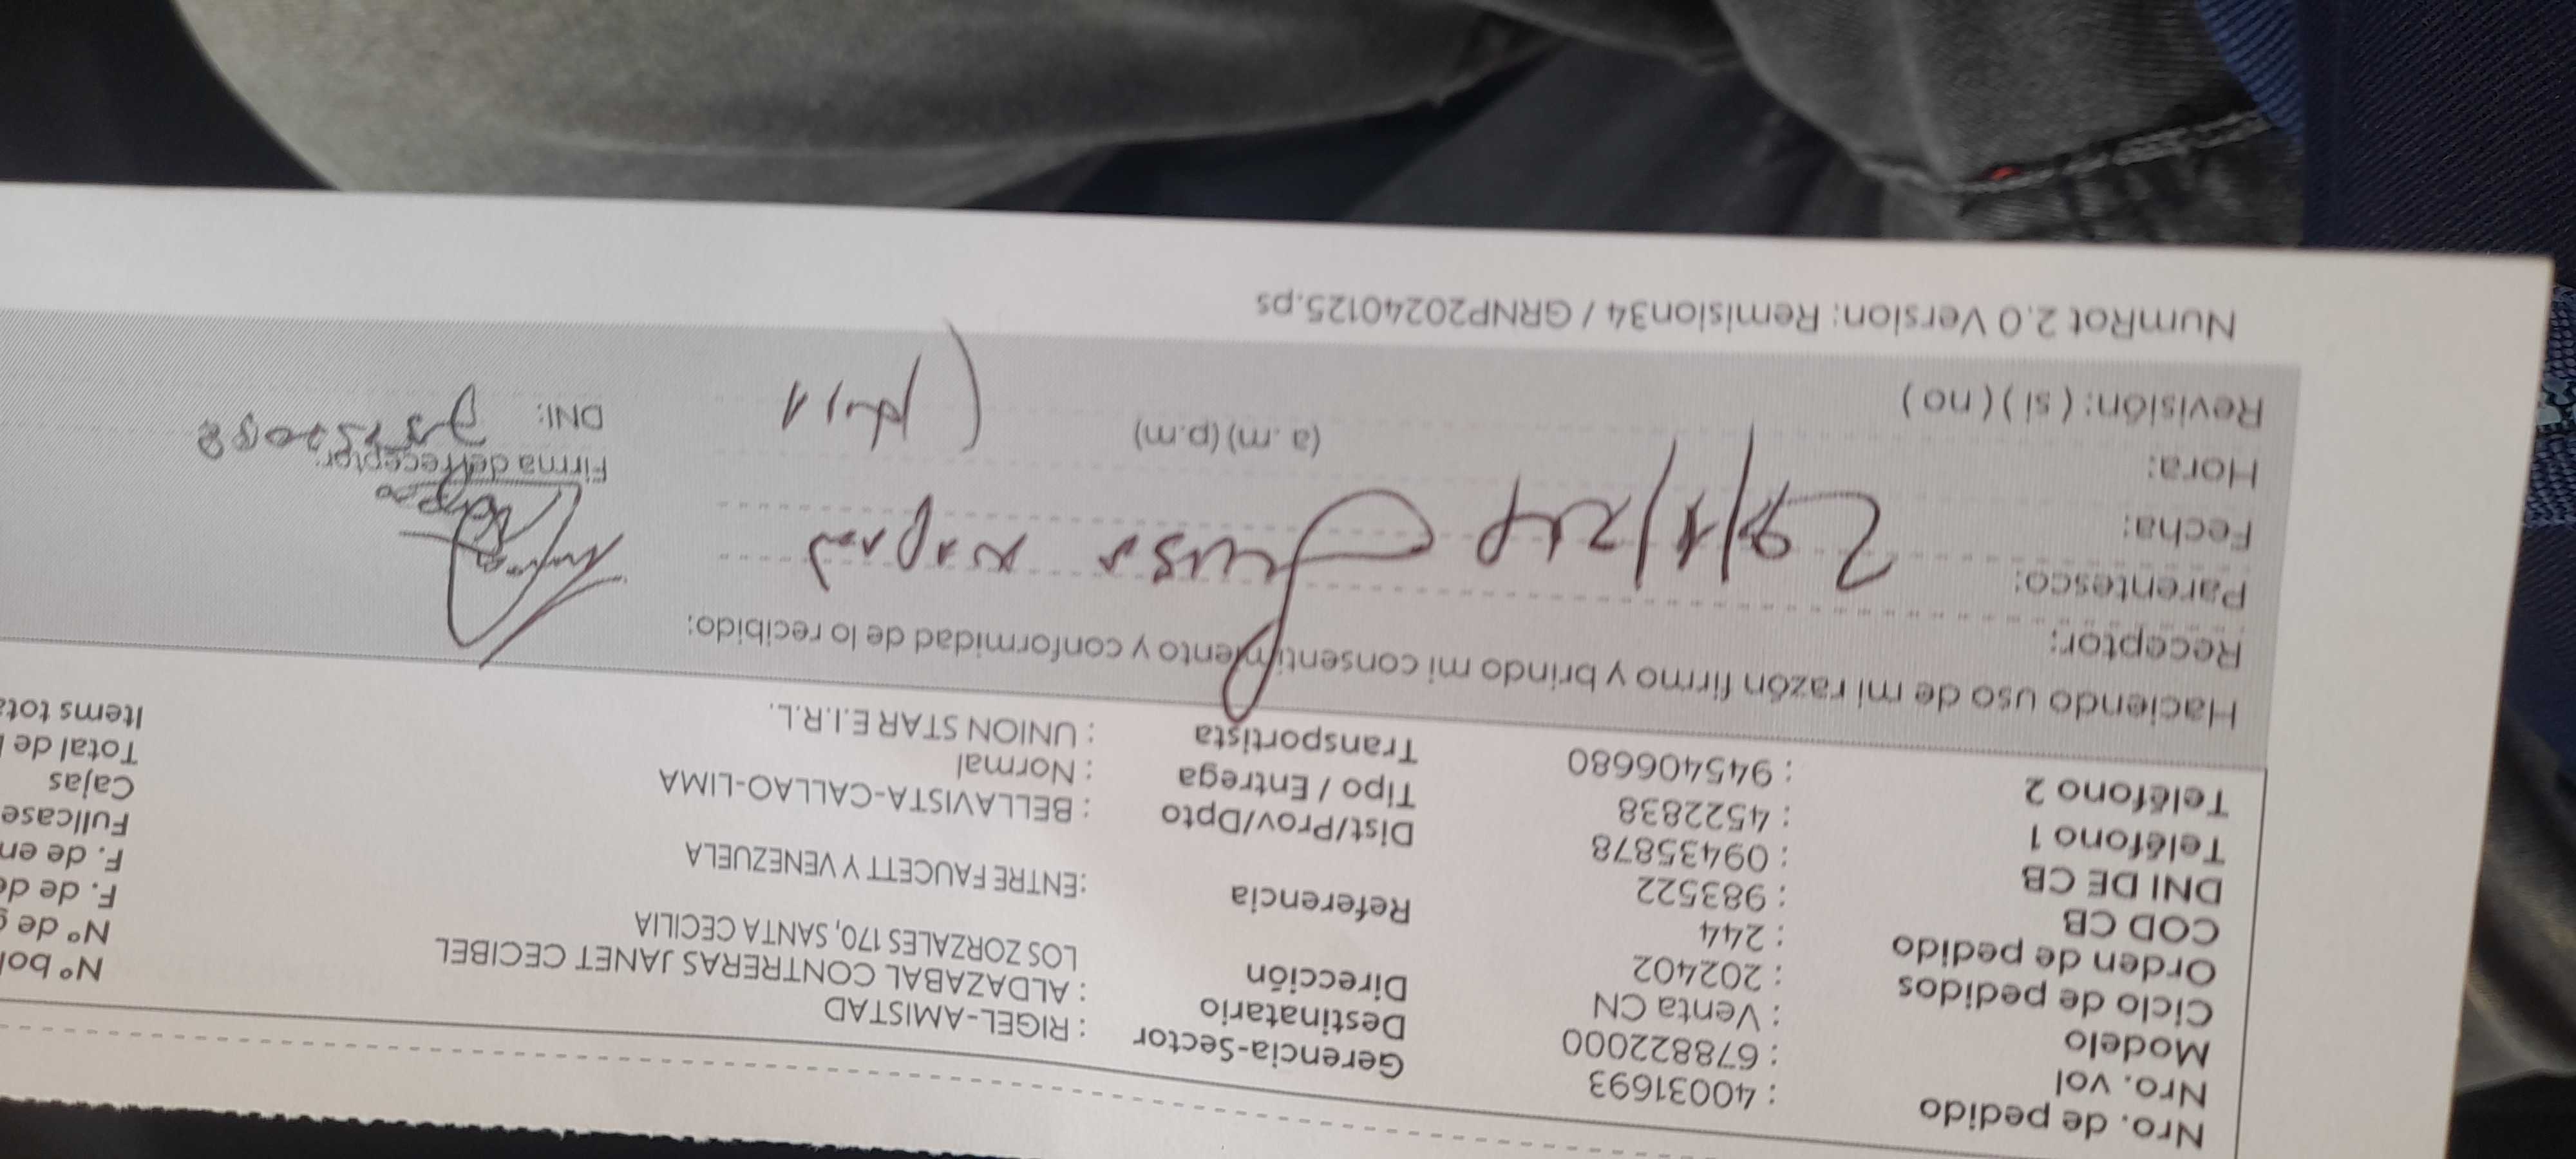 Nro. de pedido : 40031693 Gerencia-Sector : RIGEL-AMISTAD Nº
Nro. vol : 678822000 Destinatario : ALDAZABAL CONTRERAS JANET CECIBEL Nº de
Modelo : Venta CN Dirección LOS ZORZALES 170, SANTA CECILIA F. de
Ciclo de pedidos : 202402
Orden de pedido : 244 Referencia :ENTRE FAUCETT Y VENEZUELA F. de
COD CB : 983522
DNI DE CB : 09435878 Dist/Prov/Dpto : BELLAVISTA-CALLAO-LIMA Fullcase
Teléfono 1 : 4522838 Tipo / Entrega : Normal Cajas
Teléfono 2 : 945406680 Transportista : UNION STAR E.I.R.L. Total de
Items
Haciendo uso de mi razón firmo y brindo mi consentimiento y conformidad de lo recibido:
Receptor:
Parentesco:
Fecha:
Hora: (a. m) (p.m) Firma del receptor:
Revisión: ( si ) ( no ) DNI:
NumRot 2.0 Version: Remision34 / GRNP20240125.ps